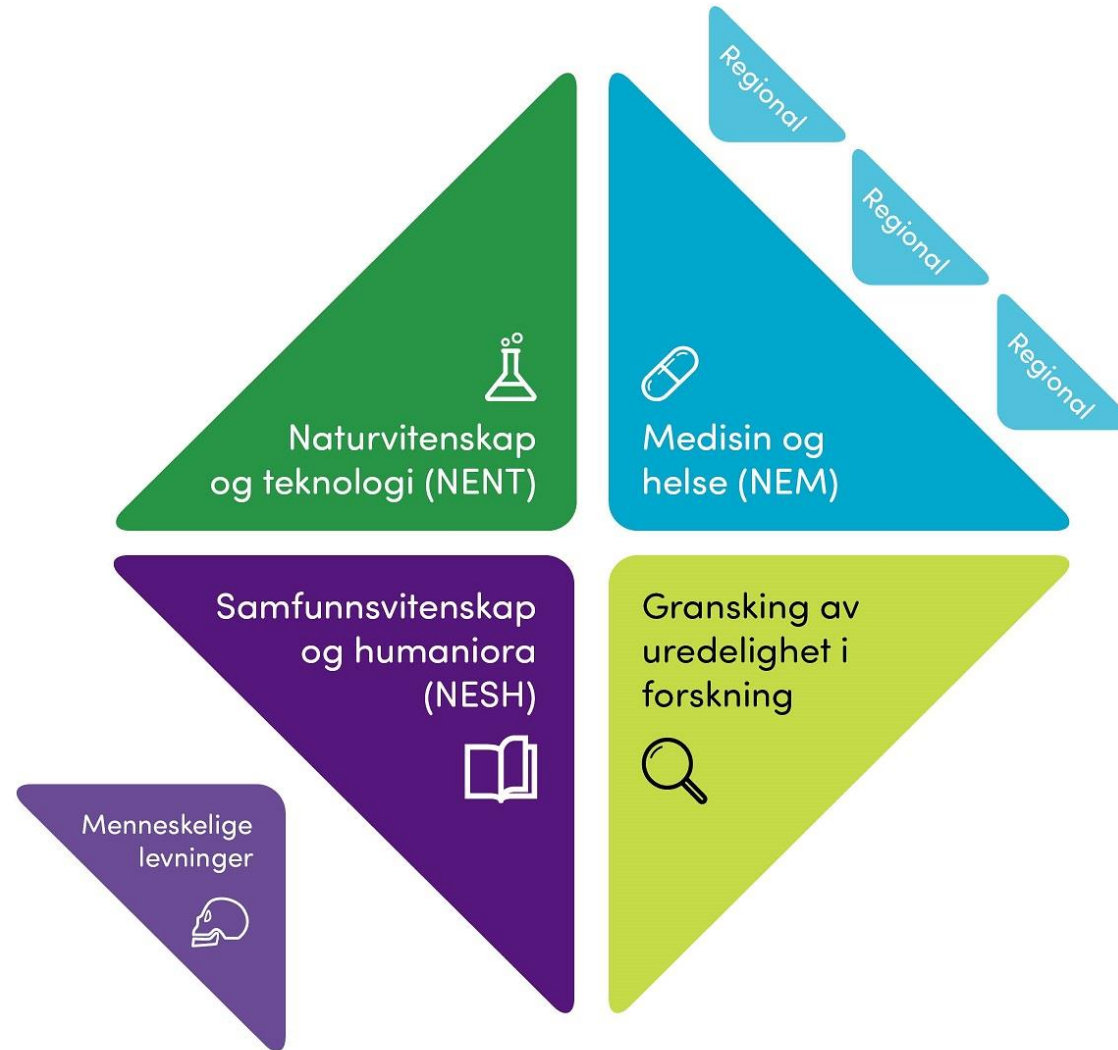 Regional
Regional
Regional
Naturvitenskap
og teknologi (NENT)
Medisin og
helse (NEM)
Samfunnsvitenskap
og humaniora
(NESH)
Gransking av
uredelighet i
forskning
Menneskelige
levninger